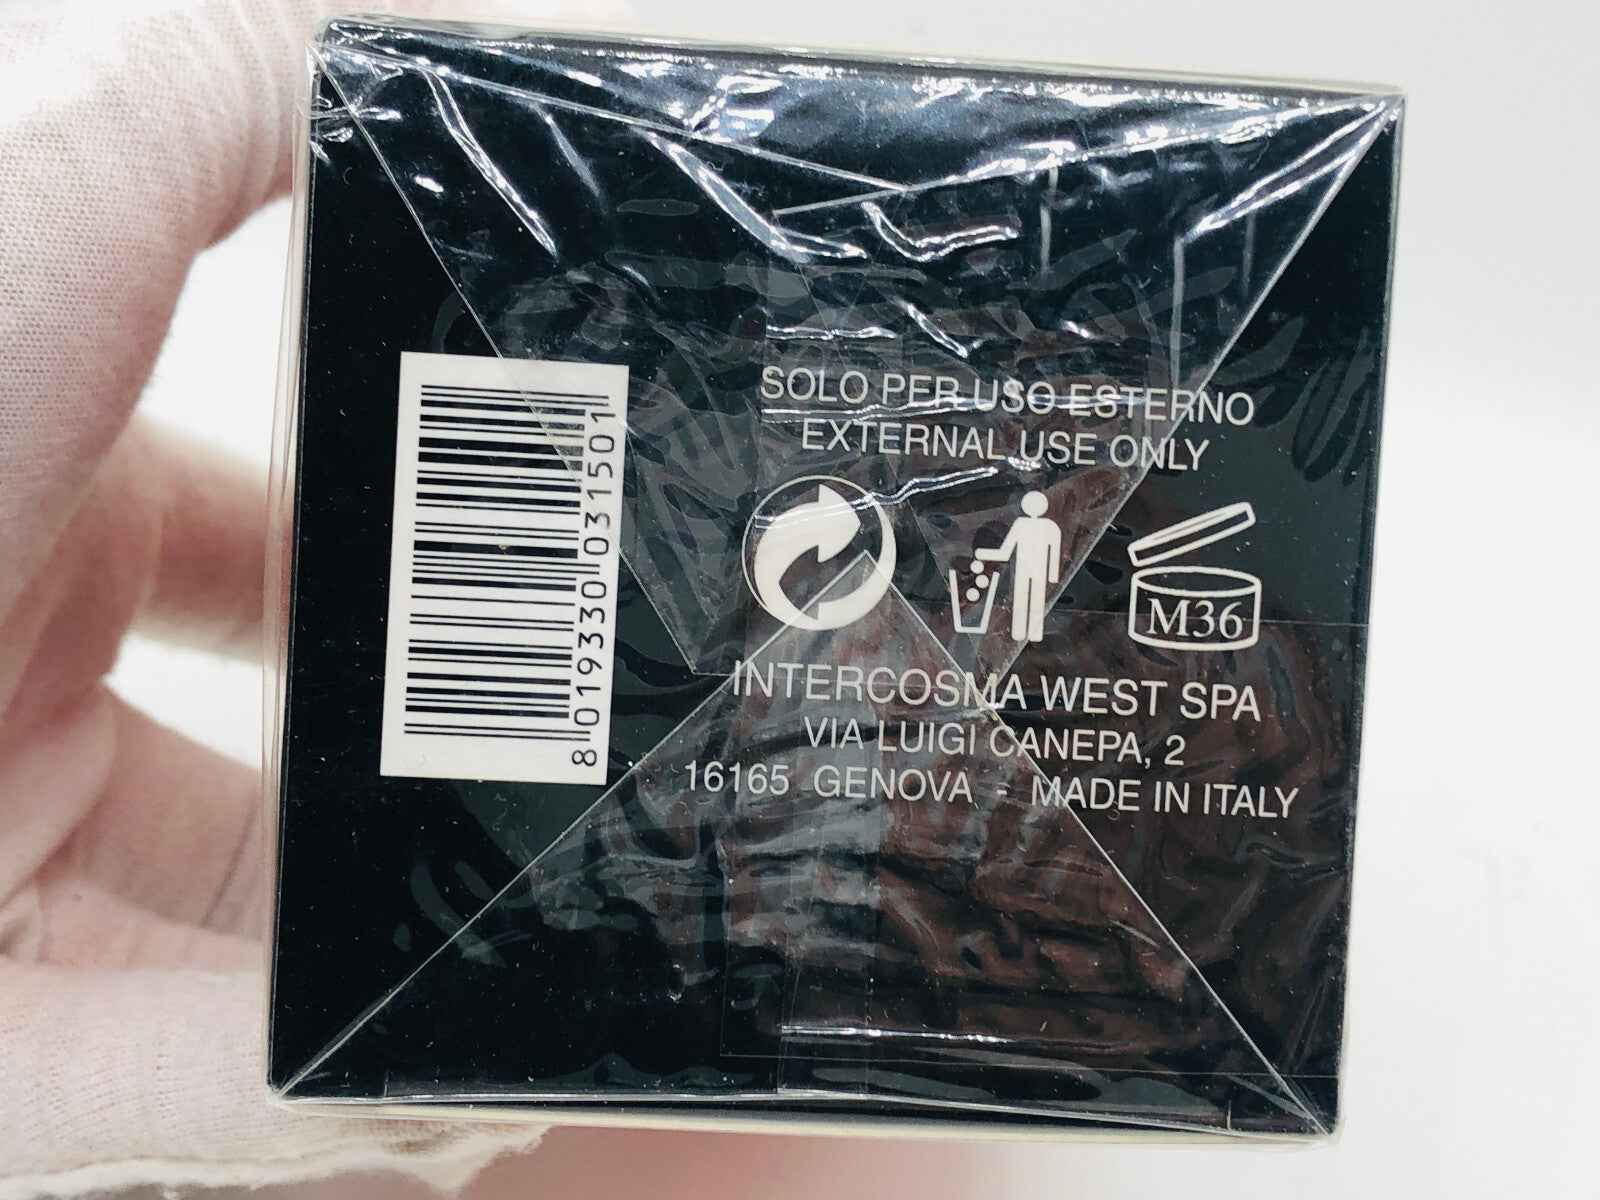 8 019330 031501
SOLO PER USO ESTERNO
EXTERNAL USE ONLY
M36
INTERCOSMA WEST SPA
VIA LUIGI CANEPA, 2
16165 GENOVA - MADE IN ITALY